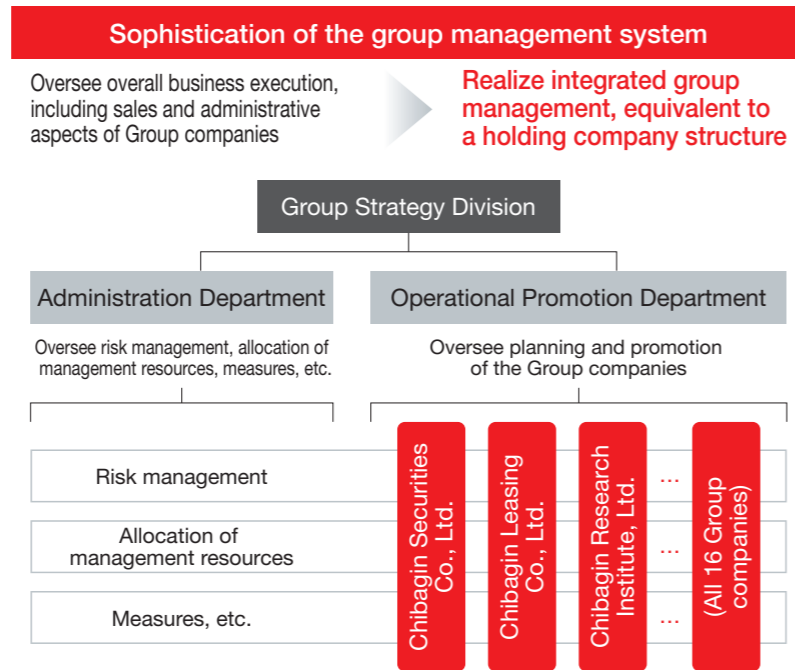 Sophistication of the group management system
Oversee overall business execution,
including sales and administrative
aspects of Group companies
Realize integrated group
management, equivalent to
a holding company structure
Group Strategy Division
Administration Department
Oversee risk management, allocation of
management resources, measures, etc.
Operational Promotion Department
Oversee planning and promotion
of the Group companies
Risk management
Allocation of
management resources
Measures, etc.
Chibagin Securities
Co., Ltd.
Chibagin Leasing
Co., Ltd.
Chibagin Research
Institute, Ltd.
...
...
...
(All 16 Group
companies)